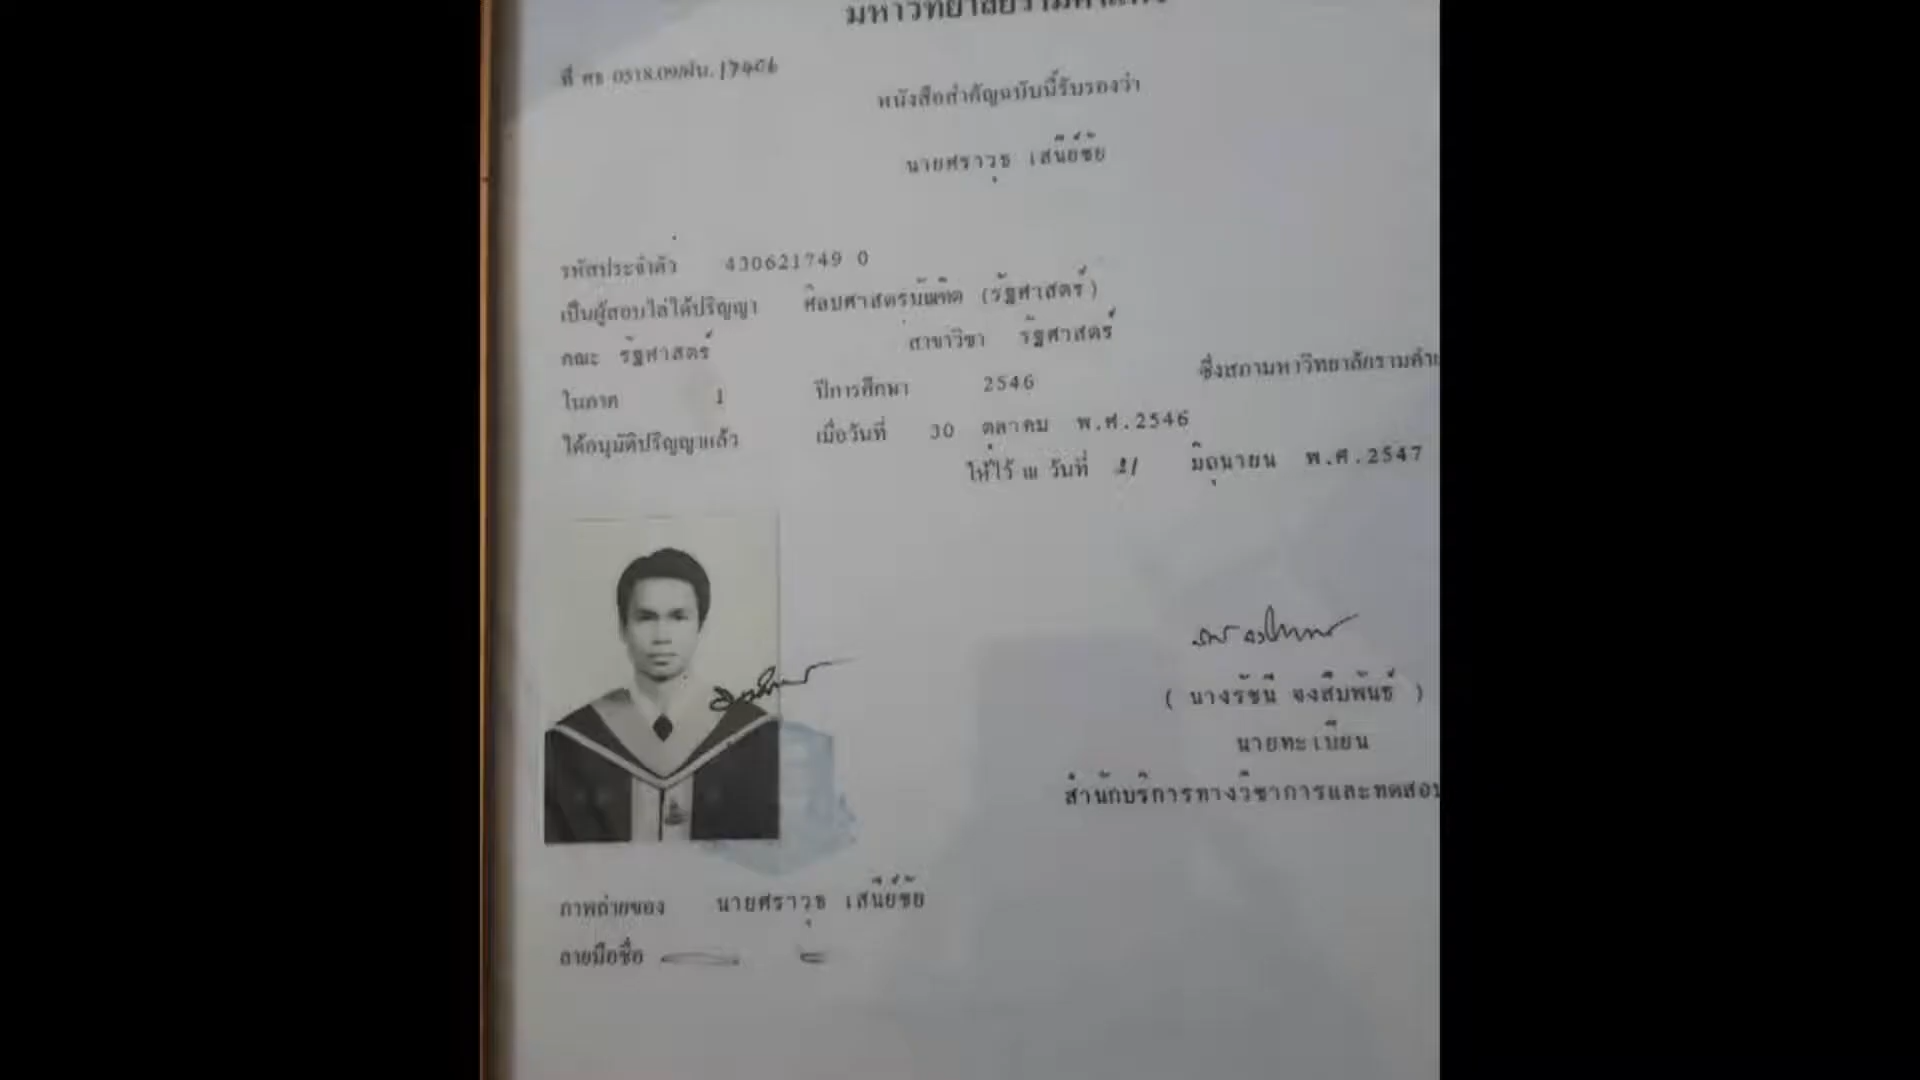 มหาวิทยาลัยรามคำแหง
ที่ ศธ 0518.09/ฝน.17406
หนังสือสำคัญฉบับนี้รับรองว่า
นายศราวุธ เสนีย์ชัย
รหัสประจำตัว 430621749 0
เป็นผู้สอบไล่ได้ปริญญา ศิลปศาสตรบัณฑิต (รัฐศาสตร์)
คณะ รัฐศาสตร์ สาขาวิชา รัฐศาสตร์
ในภาค 1 ปีการศึกษา 2546 ซึ่งสภามหาวิทยาลัยรามคำแ
ได้อนุมัติปริญญาแล้ว เมื่อวันที่ 30 ตุลาคม พ.ศ.2546
ให้ไว้ ณ วันที่ 21 มิถุนายน พ.ศ.2547
( นางรัชนี จงสืบพันธ์ )
นายทะเบียน
สำนักบริการทางวิชาการและทดสอบ
ภาพถ่ายของ นายศราวุธ เสนีย์ชัย
ลายมือชื่อ